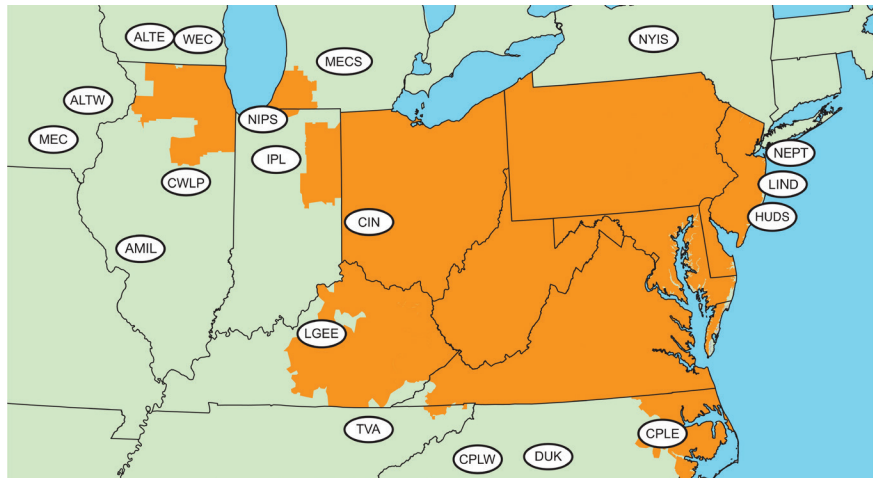 ALTE
WEC
NYIS
MECS
ALTW
NIPS
MEC
NEPT
IPL
CWLP
LIND
HUDS
CIN
AMIL
LGEE
TVA
CPLE
CPLW
DUK